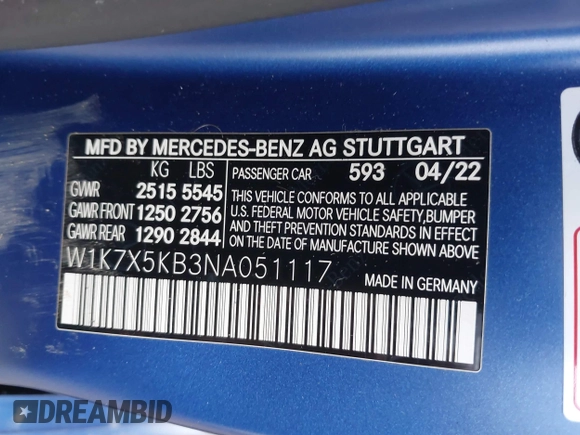 MFD BY MERCEDES-BENZ AG STUTTGART
KG LBS
GVWR 2515 5545
GAWR FRONT 1250 2756
GAWR REAR 1290 2844
PASSENGER CAR 593 04/22
THIS VEHICLE CONFORMS TO ALL APPLICABLE
U.S. FEDERAL MOTOR VEHICLE SAFETY,BUMPER
AND THEFT PREVENTION STANDARDS IN EFFECT
ON THE DATE OF MANUFACTURE SHOWN ABOVE
W1K7X5KB3NA051117
MADE IN GERMANY
DREAMBID